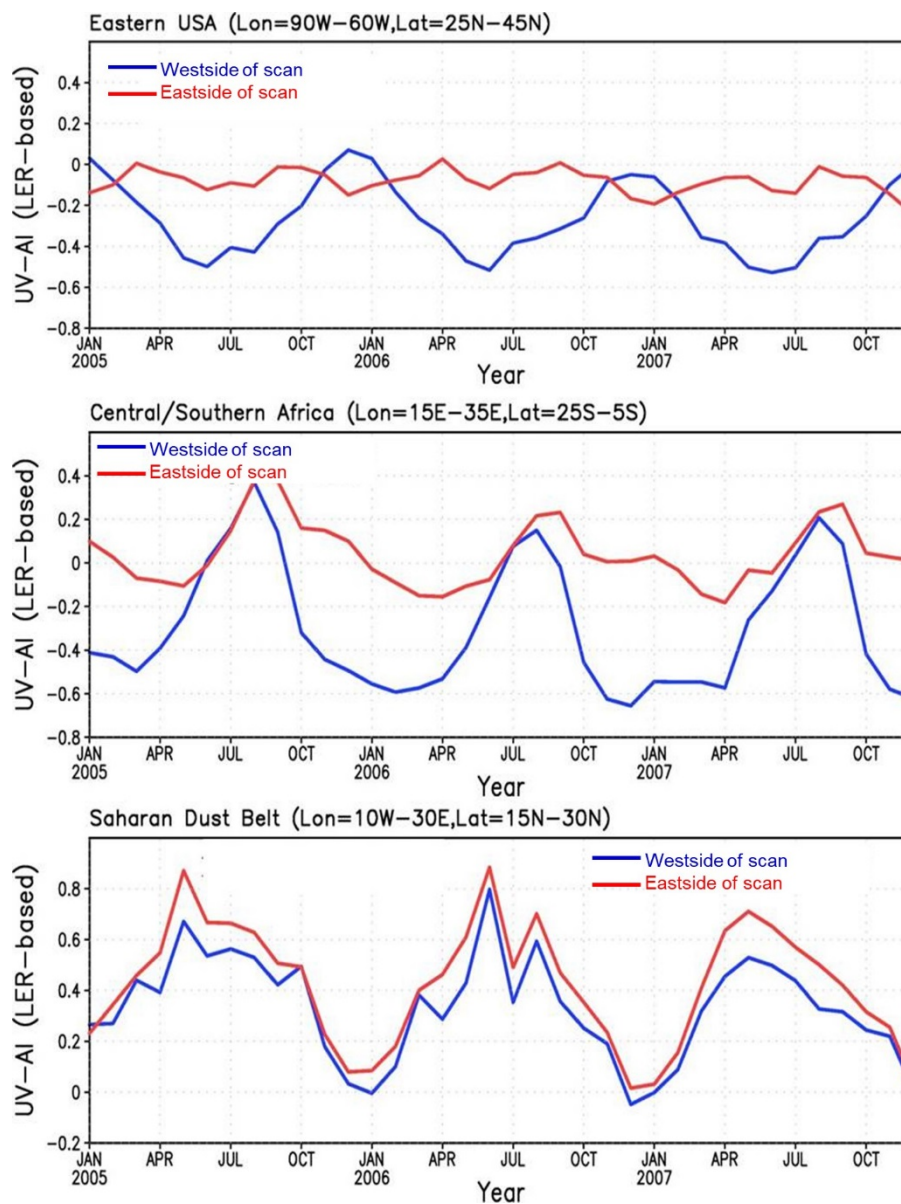 Eastern USA (Lon=90W−60W,Lat=25N−45N)
UV−AI (LER−based)
Westside of scan
Eastside of scan
0.4
0.2
0
−0.2
−0.4
−0.6
−0.8
JAN APR JUL OCT JAN APR JUL OCT JAN APR JUL OCT
2005 2006 2007
Year
Central/Southern Africa (Lon=15E−35E,Lat=25S−5S)
UV−AI (LER−based)
Westside of scan
Eastside of scan
0.4
0.2
0
−0.2
−0.4
−0.6
−0.8
JAN APR JUL OCT JAN APR JUL OCT JAN APR JUL OCT
2005 2006 2007
Year
Saharan Dust Belt (Lon=10W−30E,Lat=15N−30N)
UV−AI (LER−based)
Westside of scan
Eastside of scan
0.8
0.6
0.4
0.2
0
−0.2
JAN APR JUL OCT JAN APR JUL OCT JAN APR JUL OCT
2005 2006 2007
Year